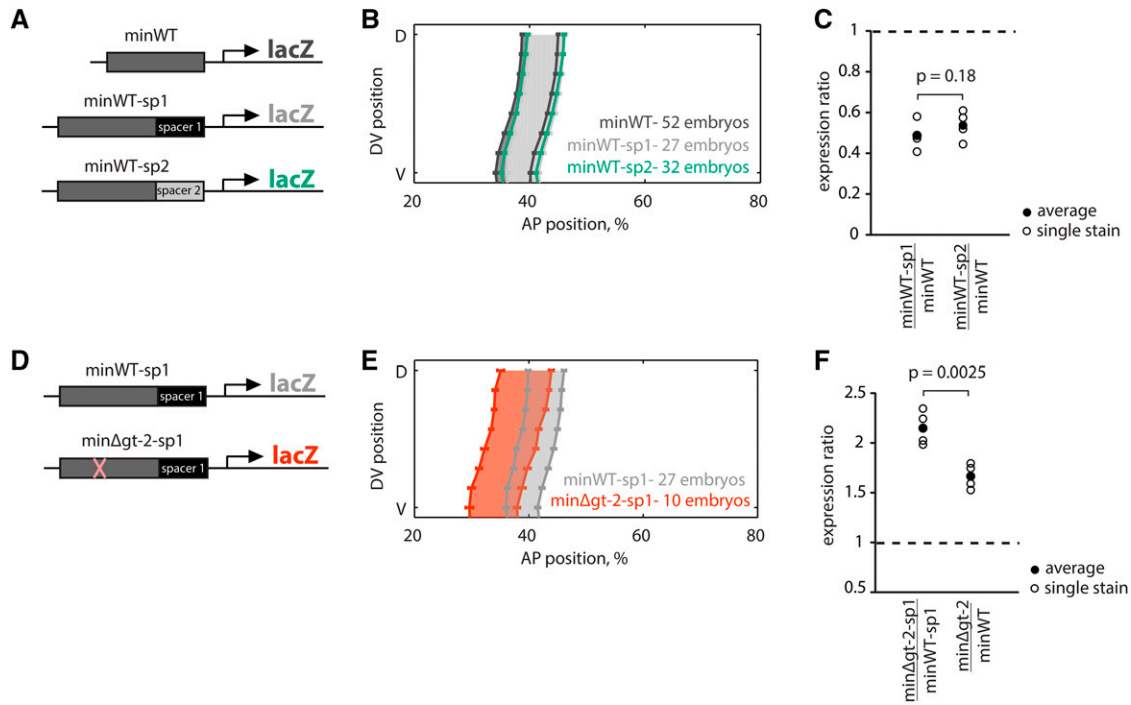 A
minWT
lacZ
minWT-sp1
spacer 1
lacZ
minWT-sp2
spacer 2
lacZ
B
D
DV position
V
minWT- 52 embryos
minWT-sp1- 27 embryos
minWT-sp2- 32 embryos
20
40
60
80
AP position, %
C
expression ratio
1
0.8
0.6
0.4
0.2
0
p = 0.18
average
single stain
minWT-sp1
minWT
minWT-sp2
minWT
D
minWT-sp1
spacer 1
lacZ
minΔgt-2-sp1
X
spacer 1
lacZ
E
D
DV position
V
minWT-sp1- 27 embryos
minΔgt-2-sp1- 10 embryos
20
40
60
80
AP position, %
F
expression ratio
2.5
2
1.5
1
0.5
p = 0.0025
average
single stain
minΔgt-2-sp1
minWT-sp1
minΔgt-2
minWT